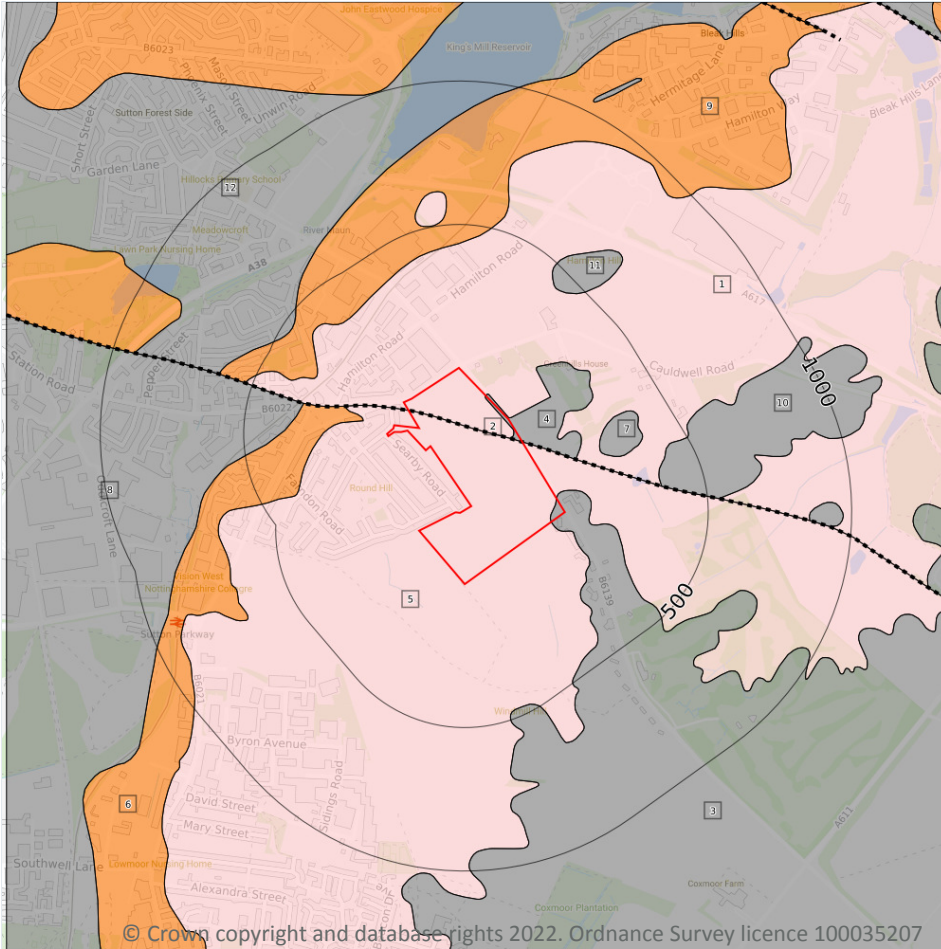 John Eastwood Hospice
B6023
King's Mill Reservoir
Bleak Hills
Phoenix Street
Unwin Road
Hermitage Lane
9
Bleak Hills Lane
Short Street
Sutton Forest Side
Hamilton Way
Garden Lane
Hillocks Primary School
12
Meadowcroft
River Maun
Lawn Park Nursing Home
A38
Hamilton Road
Hamilton Hill
11
1
A617
1000
Station Road
Pepper Street
Hamilton Road
Cauldwell Road
B6022
2
4
7
10
Searby Road
8
Round Hill
B6139
500
Vision West
Nottinghamshire College
5
Sutton Parkway
B6021
Byron Avenue
Sidings Road
6
David Street
3
A611
Mary Street
Southwell Lane
Lowmoor Nursing Home
Coxmoor Farm
Alexandra Street
Coxmoor Plantation
© Crown copyright and database rights 2022. Ordnance Survey licence 100035207